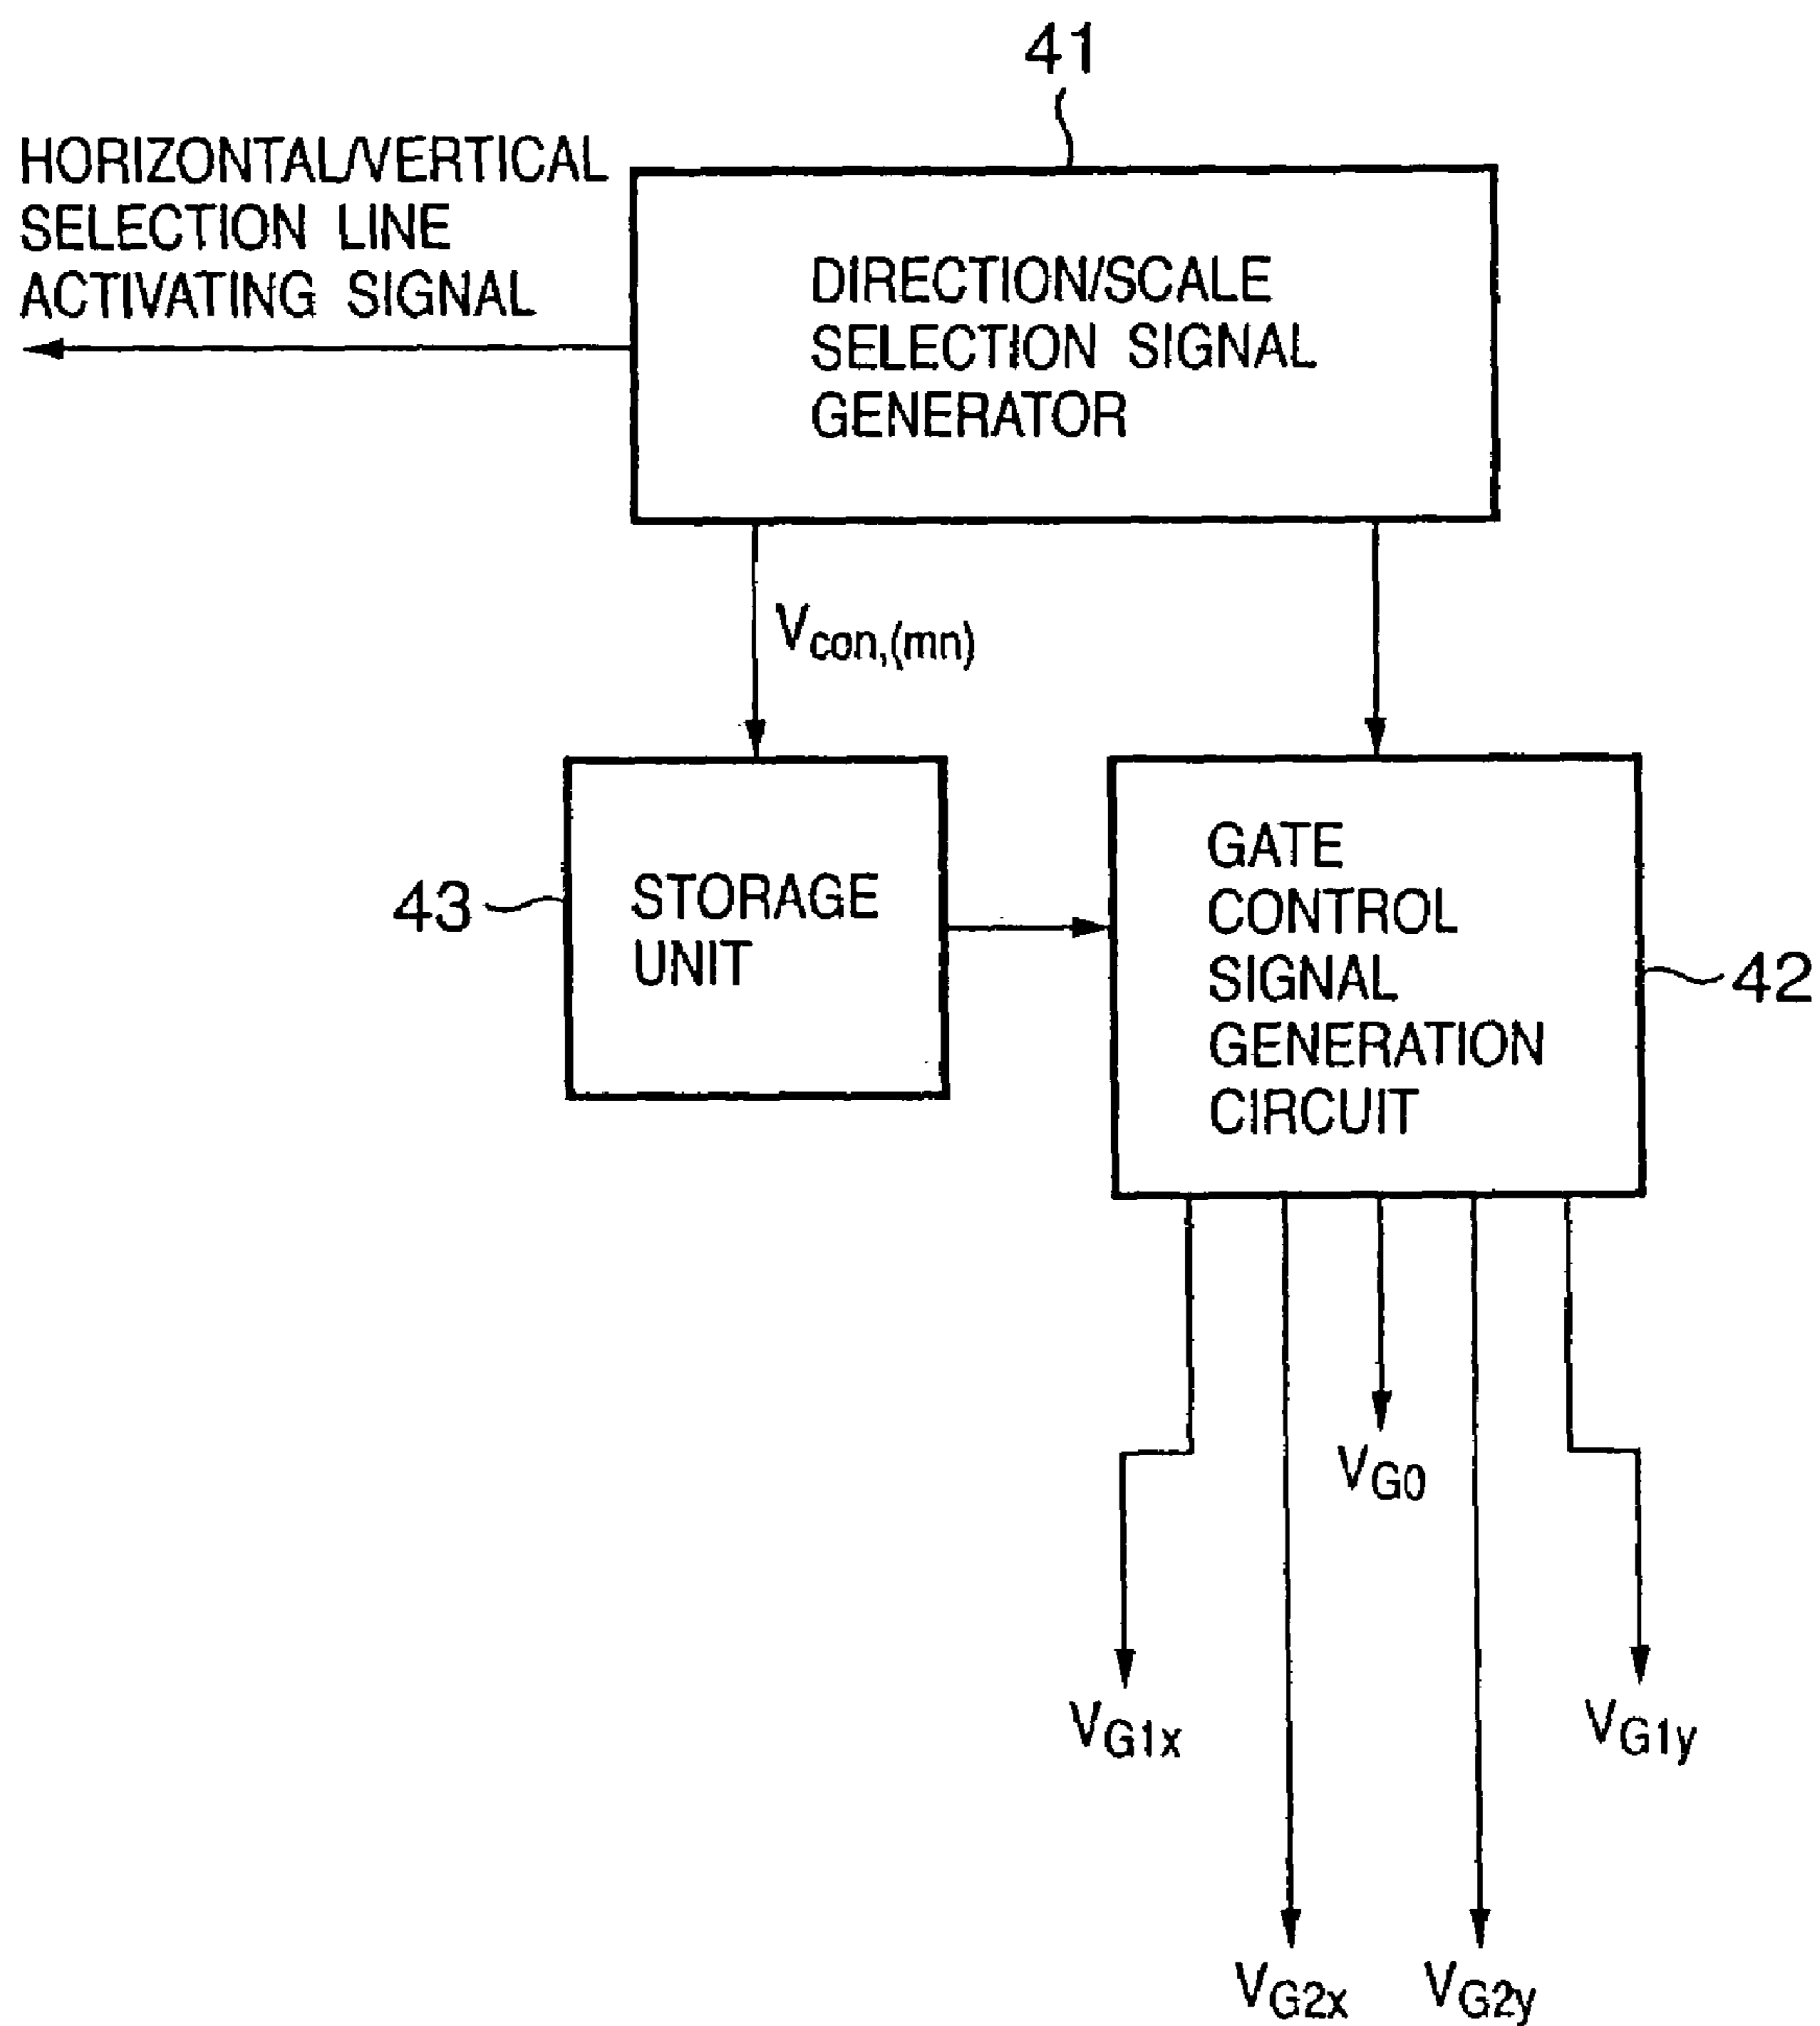 41
HORIZONTAL/VERTICAL
SELECTION LINE
ACTIVATING SIGNAL
DIRECTION/SCALE
SELECTION SIGNAL
GENERATOR
Vcon,(mn)
43
STORAGE
UNIT
GATE
CONTROL
SIGNAL
GENERATION
CIRCUIT
42
VG0
VG1x
VG1y
VG2x
VG2y